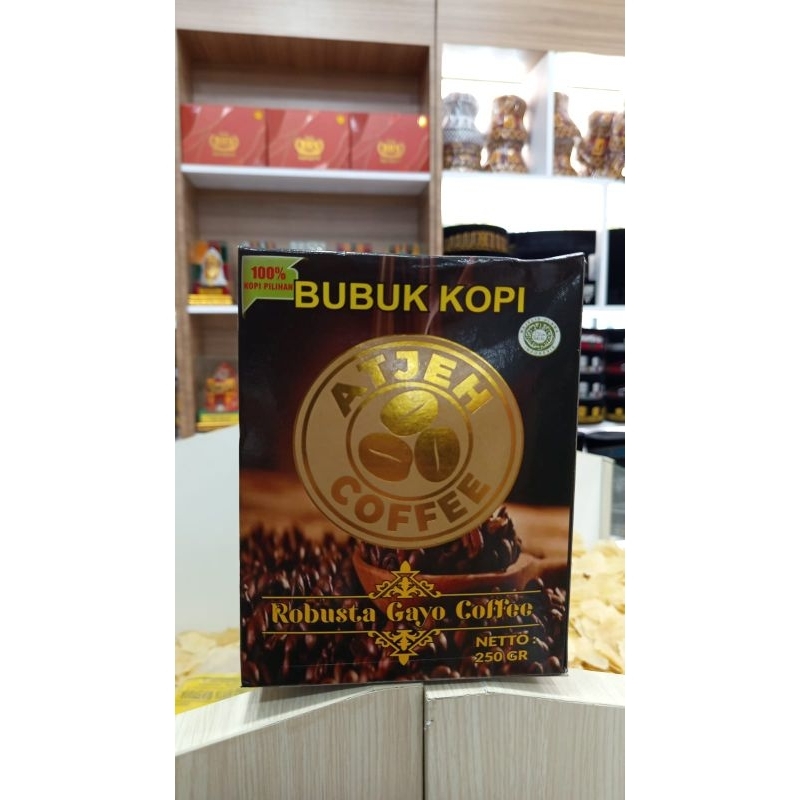 100%
KOPI PILIHAN
BUBUK KOPI
ATJEH
COFFEE
Robusta Gayo Coffee
NETTO :
250 GR